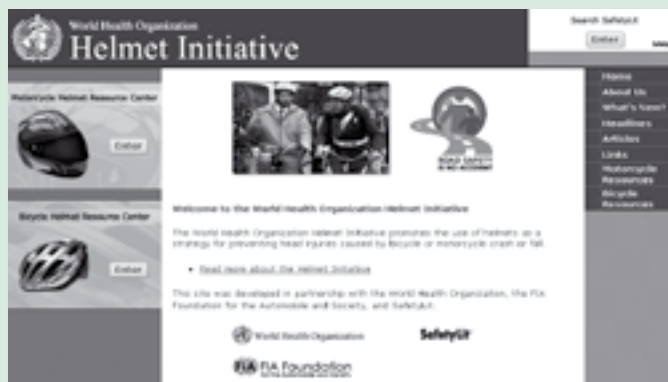 World Health Organization
Helmet Initiative
Search SafetyLit
Enter
Motorcycle Helmet Resource Center
Enter
Bicycle Helmet Resource Center
Enter
ROAD SAFETY
IS NO ACCIDENT
Home
About Us
What's New?
Headlines
Articles
Links
Motorcycle
Resources
Bicycle
Resources
Welcome to the World Health Organization Helmet Initiative
The World Health Organization Helmet Initiative promotes the use of helmets as a
strategy for preventing head injuries caused by bicycle or motorcycle crash or fall.
Read more about the Helmet Initiative
This site was developed in partnership with the World Health Organization, the FIA
Foundation for the Automobile and Society, and SafetyLit.
World Health Organization
SafetyLit
FIA FIA Foundation